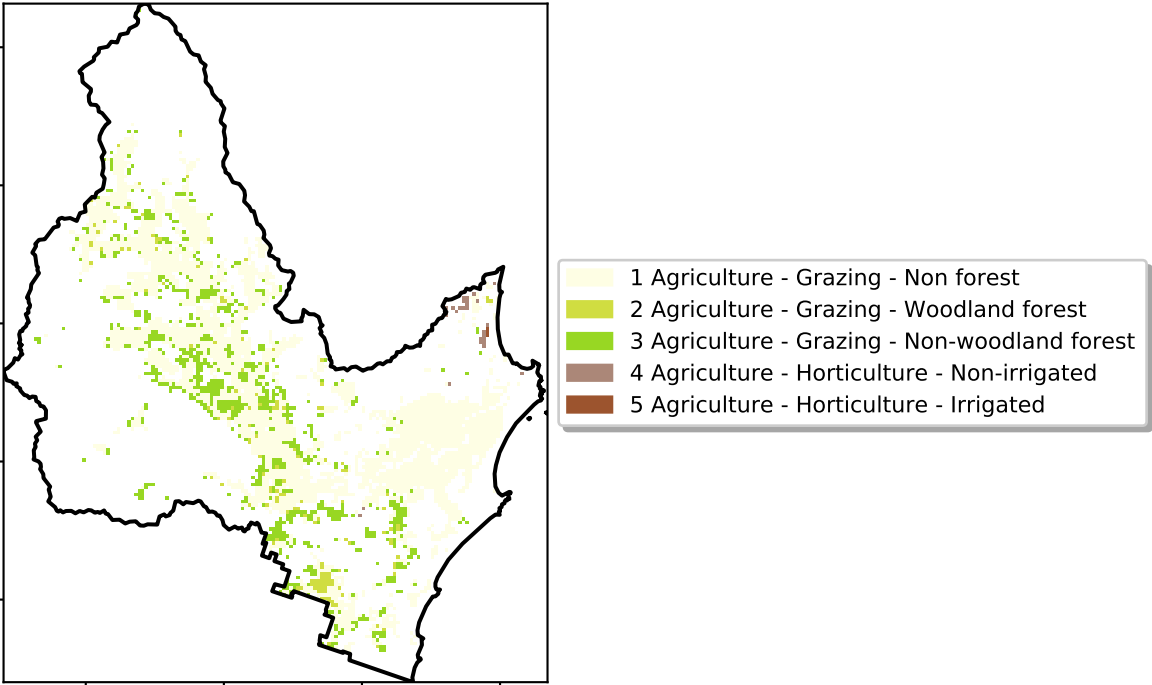 1 Agriculture - Grazing - Non forest
2 Agriculture - Grazing - Woodland forest
3 Agriculture - Grazing - Non-woodland forest
4 Agriculture - Horticulture - Non-irrigated
5 Agriculture - Horticulture - Irrigated